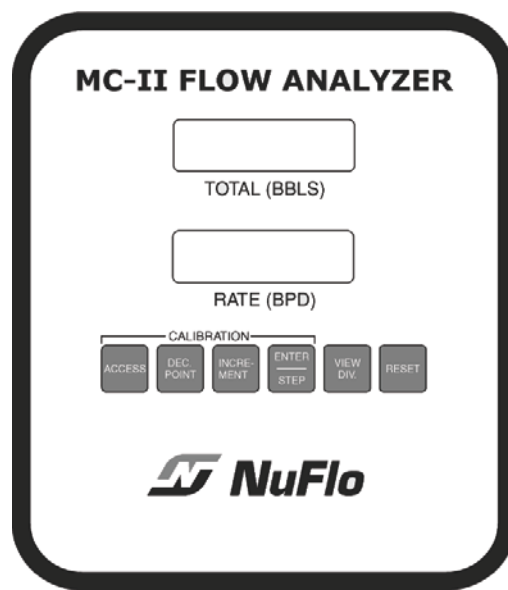 MC-II FLOW ANALYZER
TOTAL (BBLS)
RATE (BPD)
CALIBRATION
ACCESS
DEC.
POINT
INCRE-
MENT
ENTER
STEP
VIEW
DIV.
RESET
NuFlo